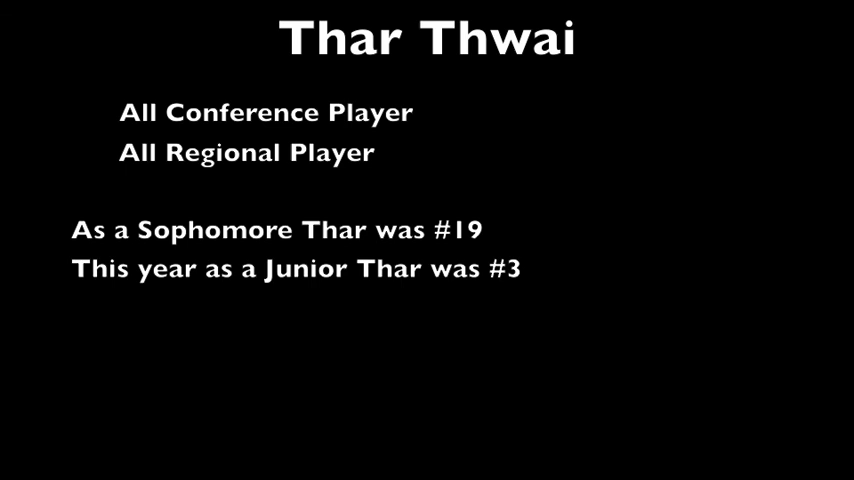 Thar Thwai
All Conference Player
All Regional Player
As a Sophomore Thar was #19
This year as a Junior Thar was #3